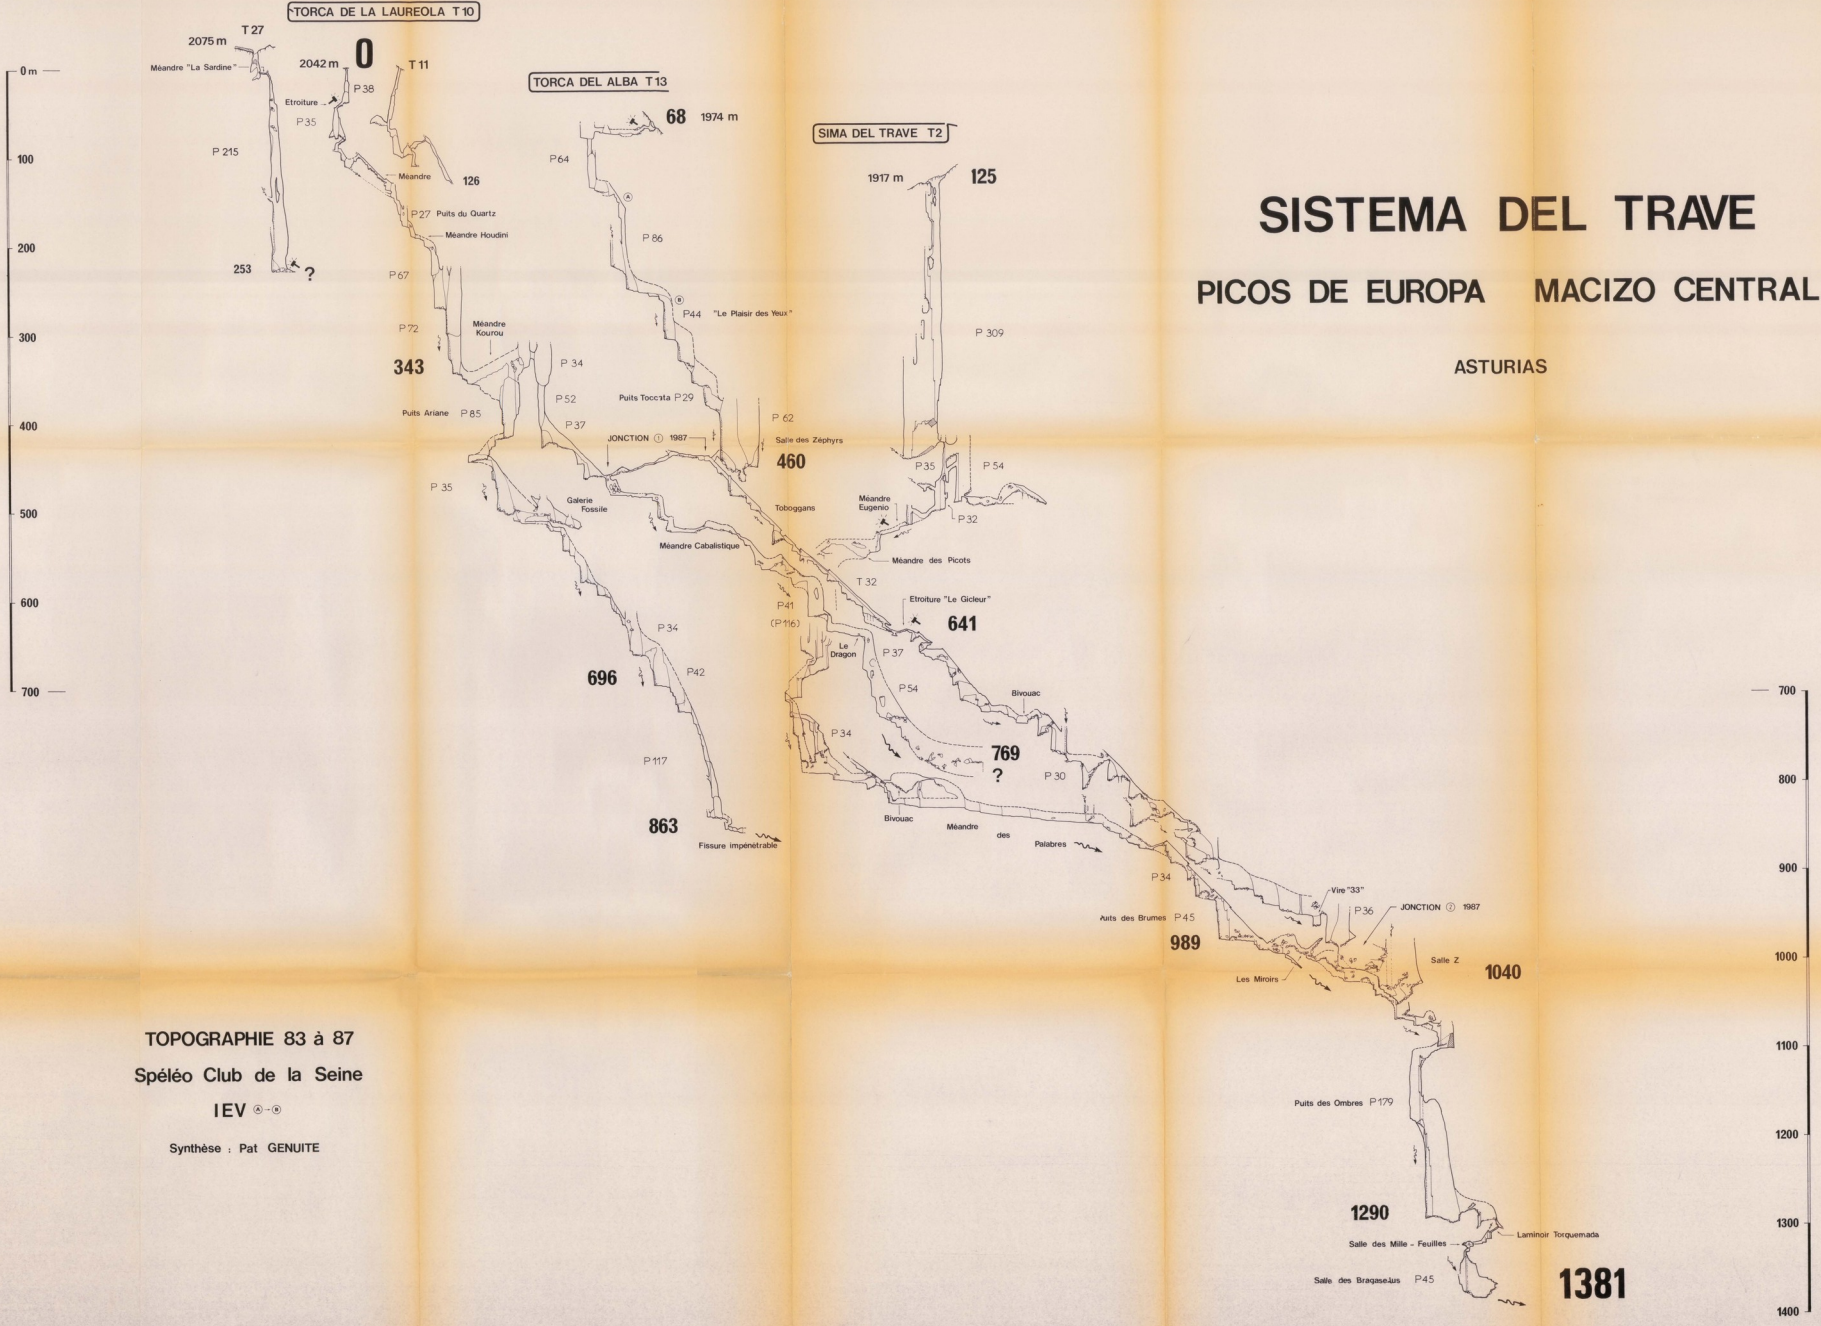 TORCA DE LA LAUREOLA T 10
T 27
2075 m
Méandre "La Sardine"
2042 m
0
T 11
0 m
P 38
Etroiture
P 35
TORCA DEL ALBA T 13
68 1974 m
SIMA DEL TRAVE T 2
P 215
100
P 64
Méandre
126
1917 m
125
A
SISTEMA DEL TRAVE
P 27 Puits du Quartz
Méandre Houdini
200
P 86
253
?
P 67
PICOS DE EUROPA MACIZO CENTRAL
B
P 44 "Le Plaisir des Yeux"
P 72
Méandre
Kourou
300
P 309
343
P 34
ASTURIAS
P 52
Puits Toccata P 29
Puits Ariane P 85
P 37
P 62
400
JONCTION 1 1987
Salle des Zéphyrs
460
P 35
P 54
P 35
Galerie
Fossile
Méandre
Eugenio
Toboggans
500
P 32
Méandre Cabalistique
Méandre des Picots
T 32
600
P 41
(P 116)
Etroiture "Le Gicleur"
641
P 34
Le
Dragon
P 37
696
P 42
P 54
700
Bivouac
700
P 34
769
?
P 117
P 30
800
863
Bivouac
Méandre
des
Palabres
Fissure impénétrable
900
P 34
Vire "33"
P 36
JONCTION 2 1987
Puits des Brumes P 45
989
1000
Salle Z
1040
Les Miroirs
TOPOGRAPHIE 83 à 87
1100
Spéléo Club de la Seine
IEV A - B
Puits des Ombres P 179
Synthèse : Pat GENUITE
1200
1290
1300
Laminoir Torquemada
Salle des Mille - Feuilles
P 45
1381
1400